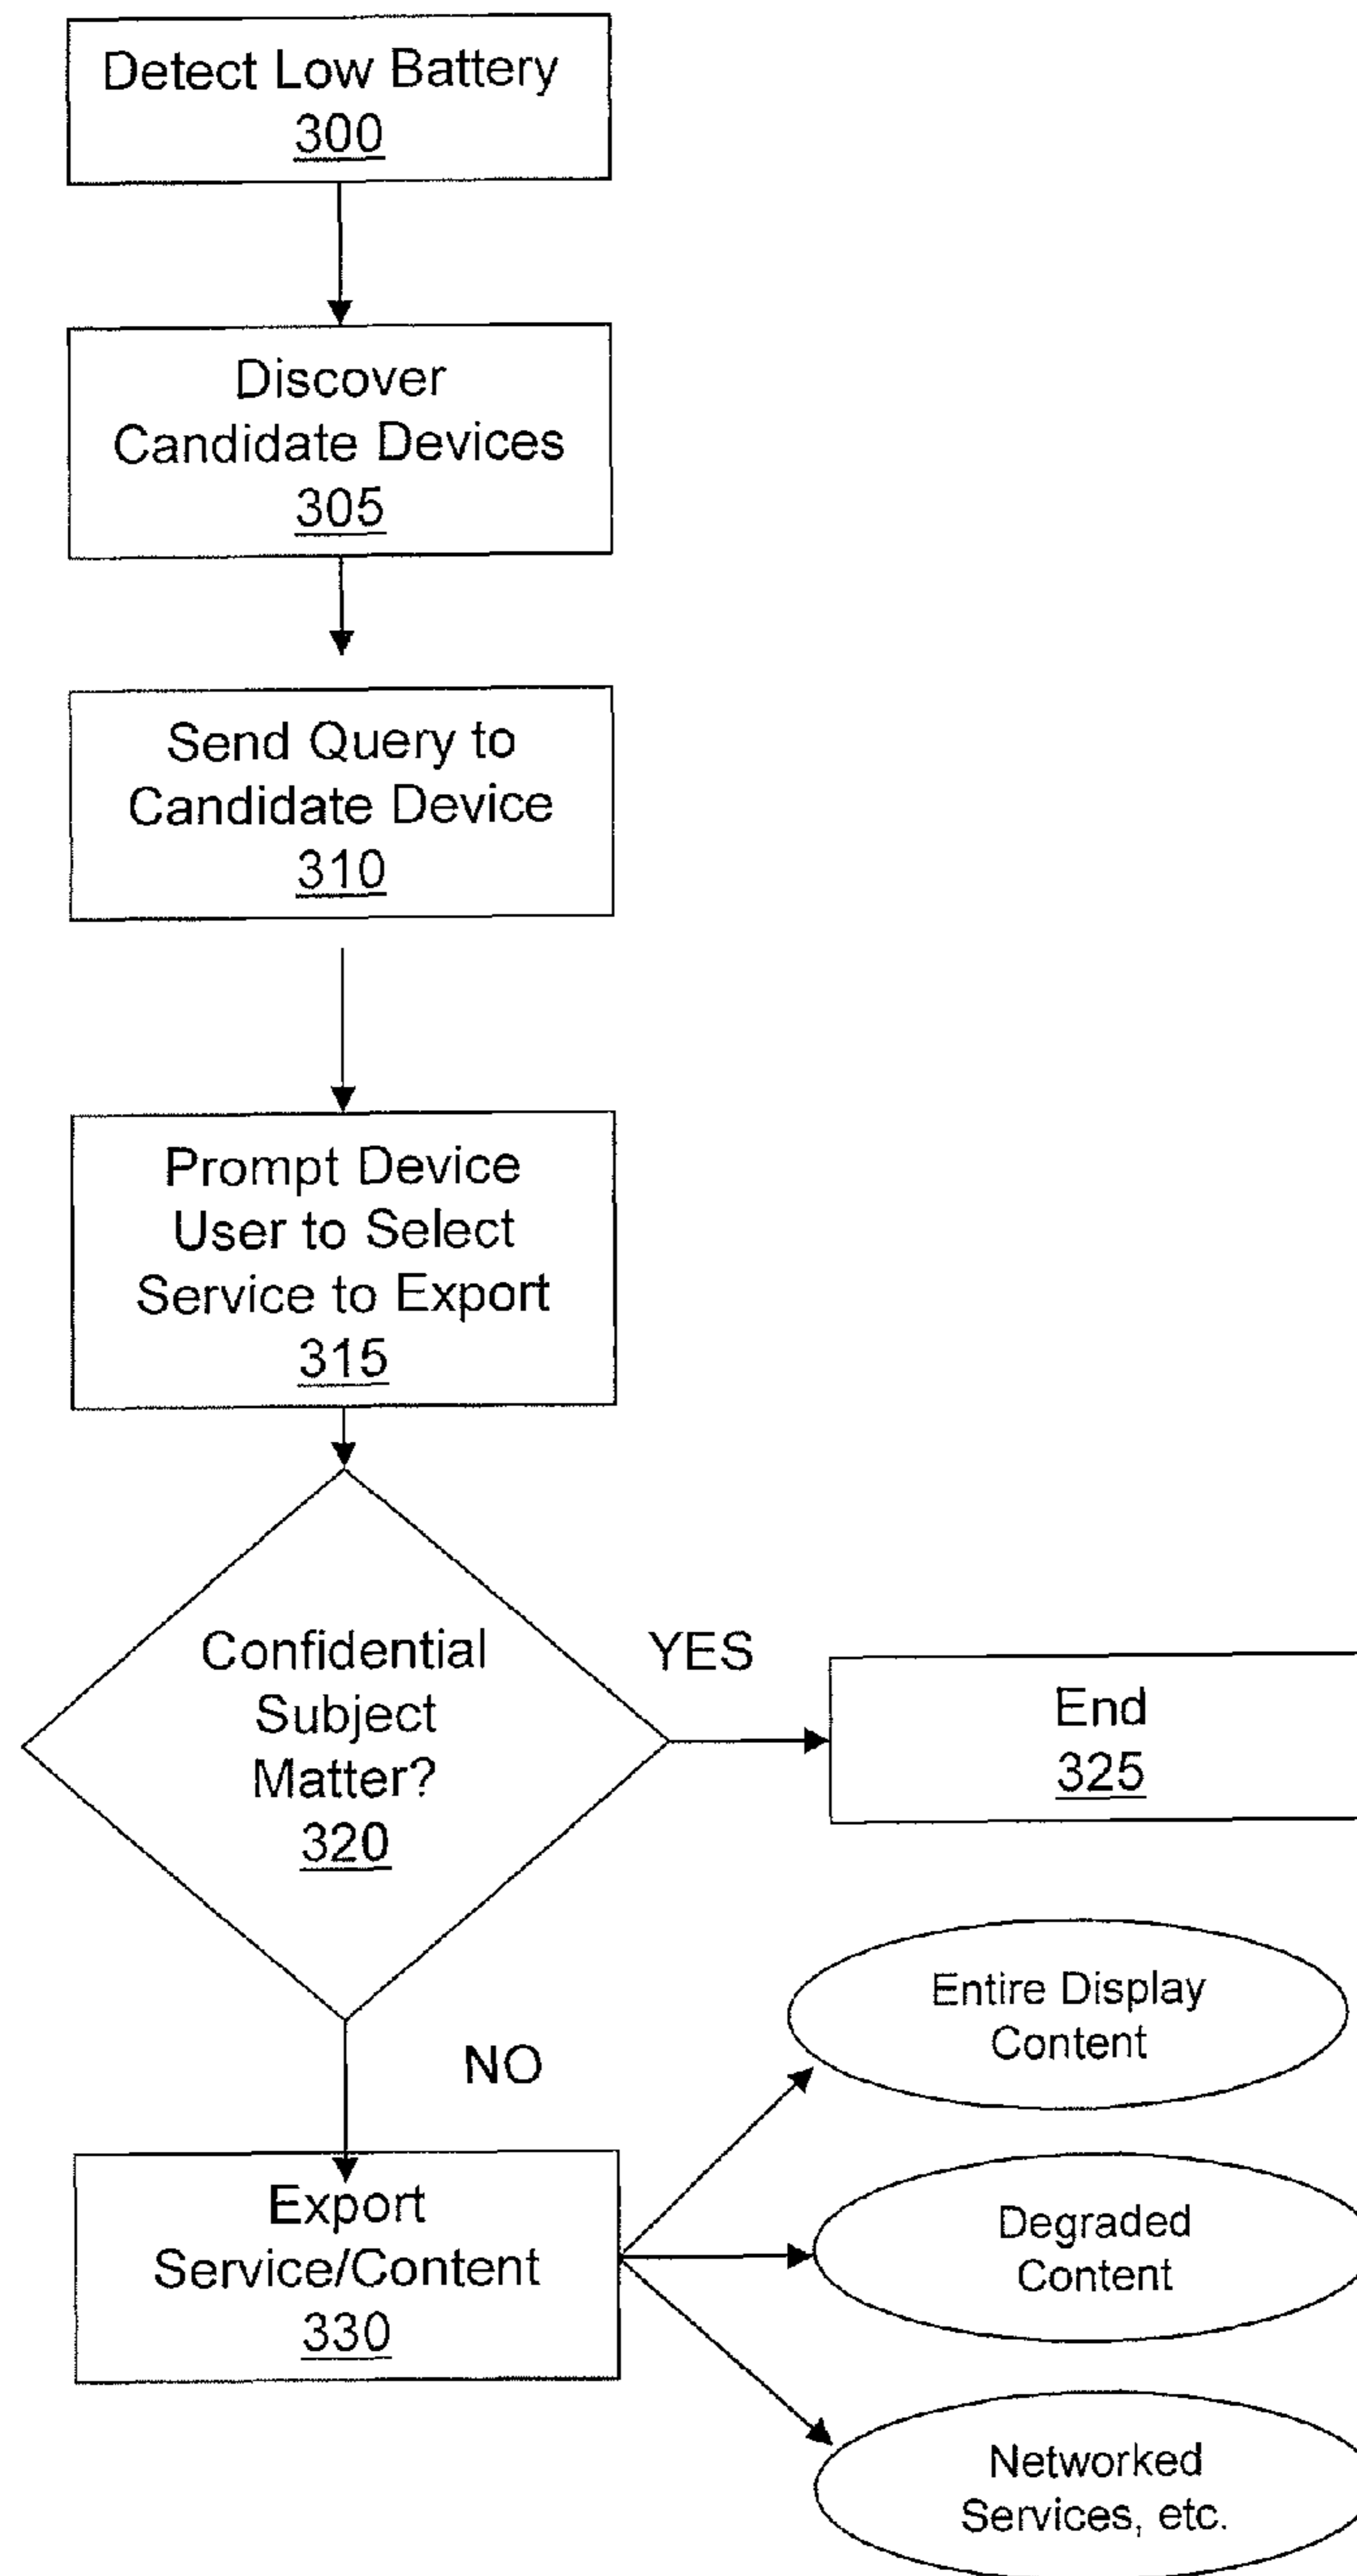 Detect Low Battery
300
Discover
Candidate Devices
305
Send Query to
Candidate Device
310
Prompt Device
User to Select
Service to Export
315
Confidential
Subject
Matter?
320
YES
End
325
NO
Export
Service/Content
330
Entire Display
Content
Degraded
Content
Networked
Services, etc.